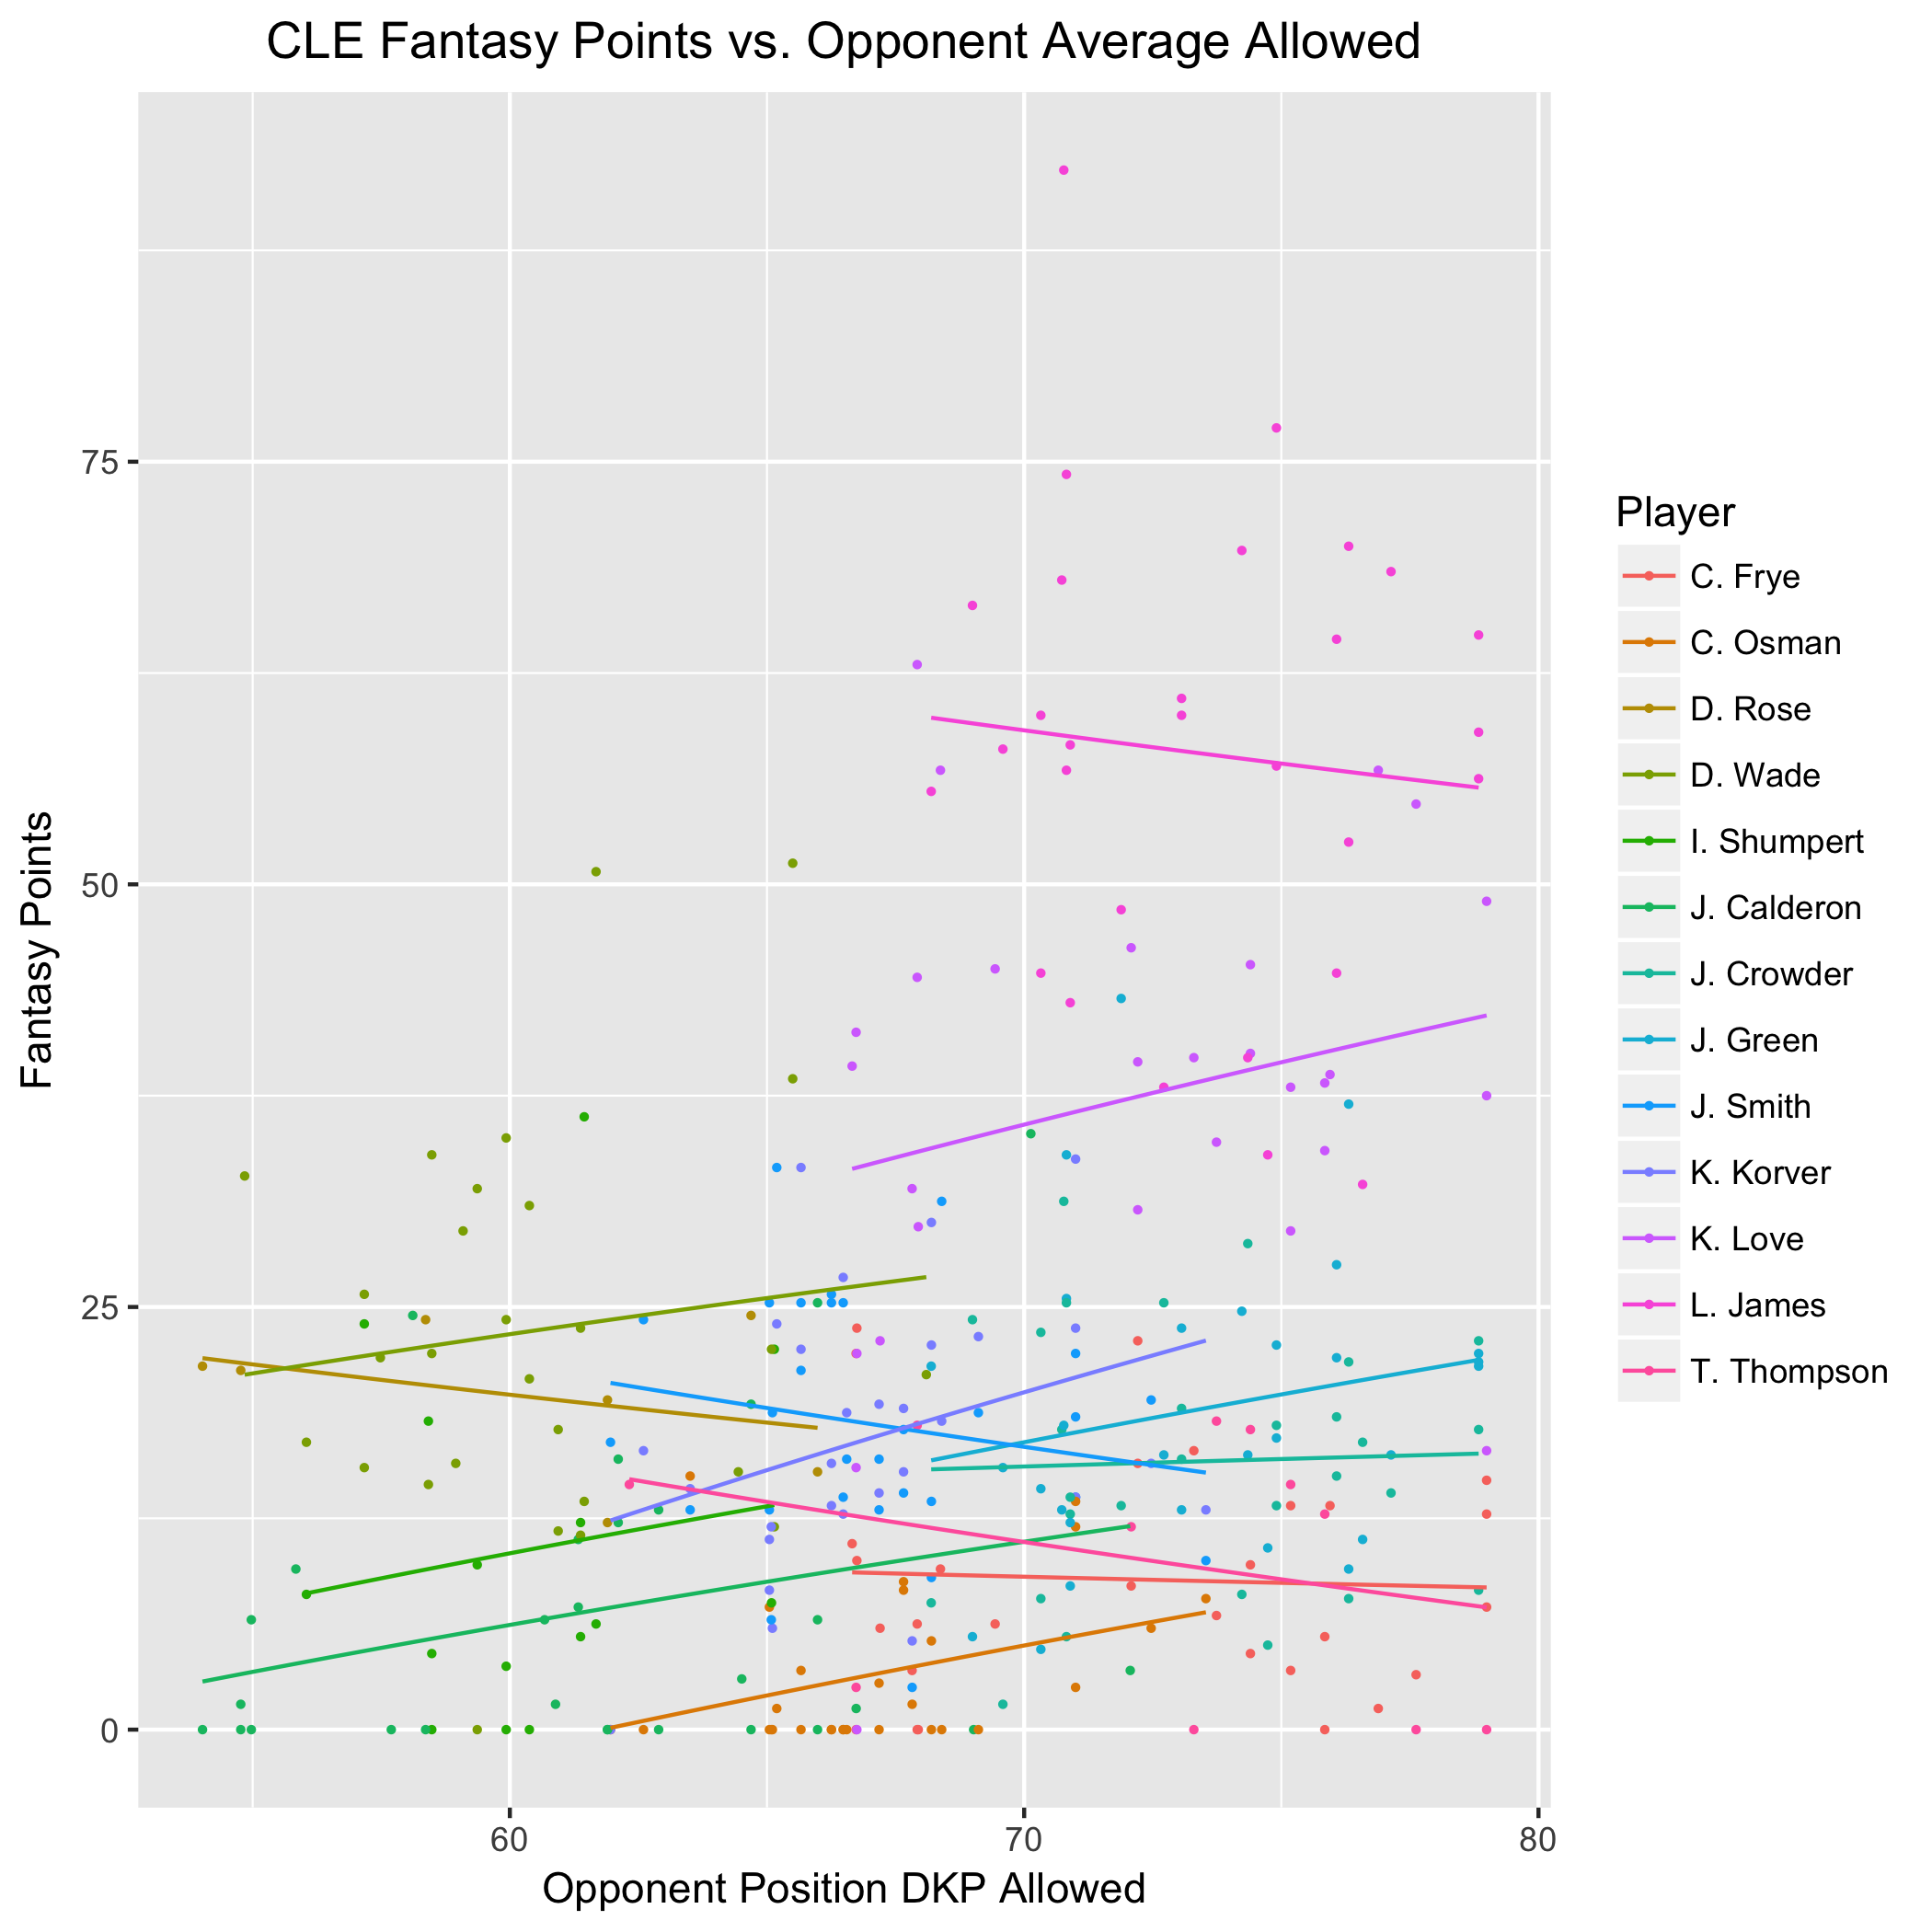 CLE Fantasy Points vs. Opponent Average Allowed
Fantasy Points
75
50
25
0
60 70 80
Opponent Position DKP Allowed
Player
C. Frye
C. Osman
D. Rose
D. Wade
I. Shumpert
J. Calderon
J. Crowder
J. Green
J. Smith
K. Korver
K. Love
L. James
T. Thompson